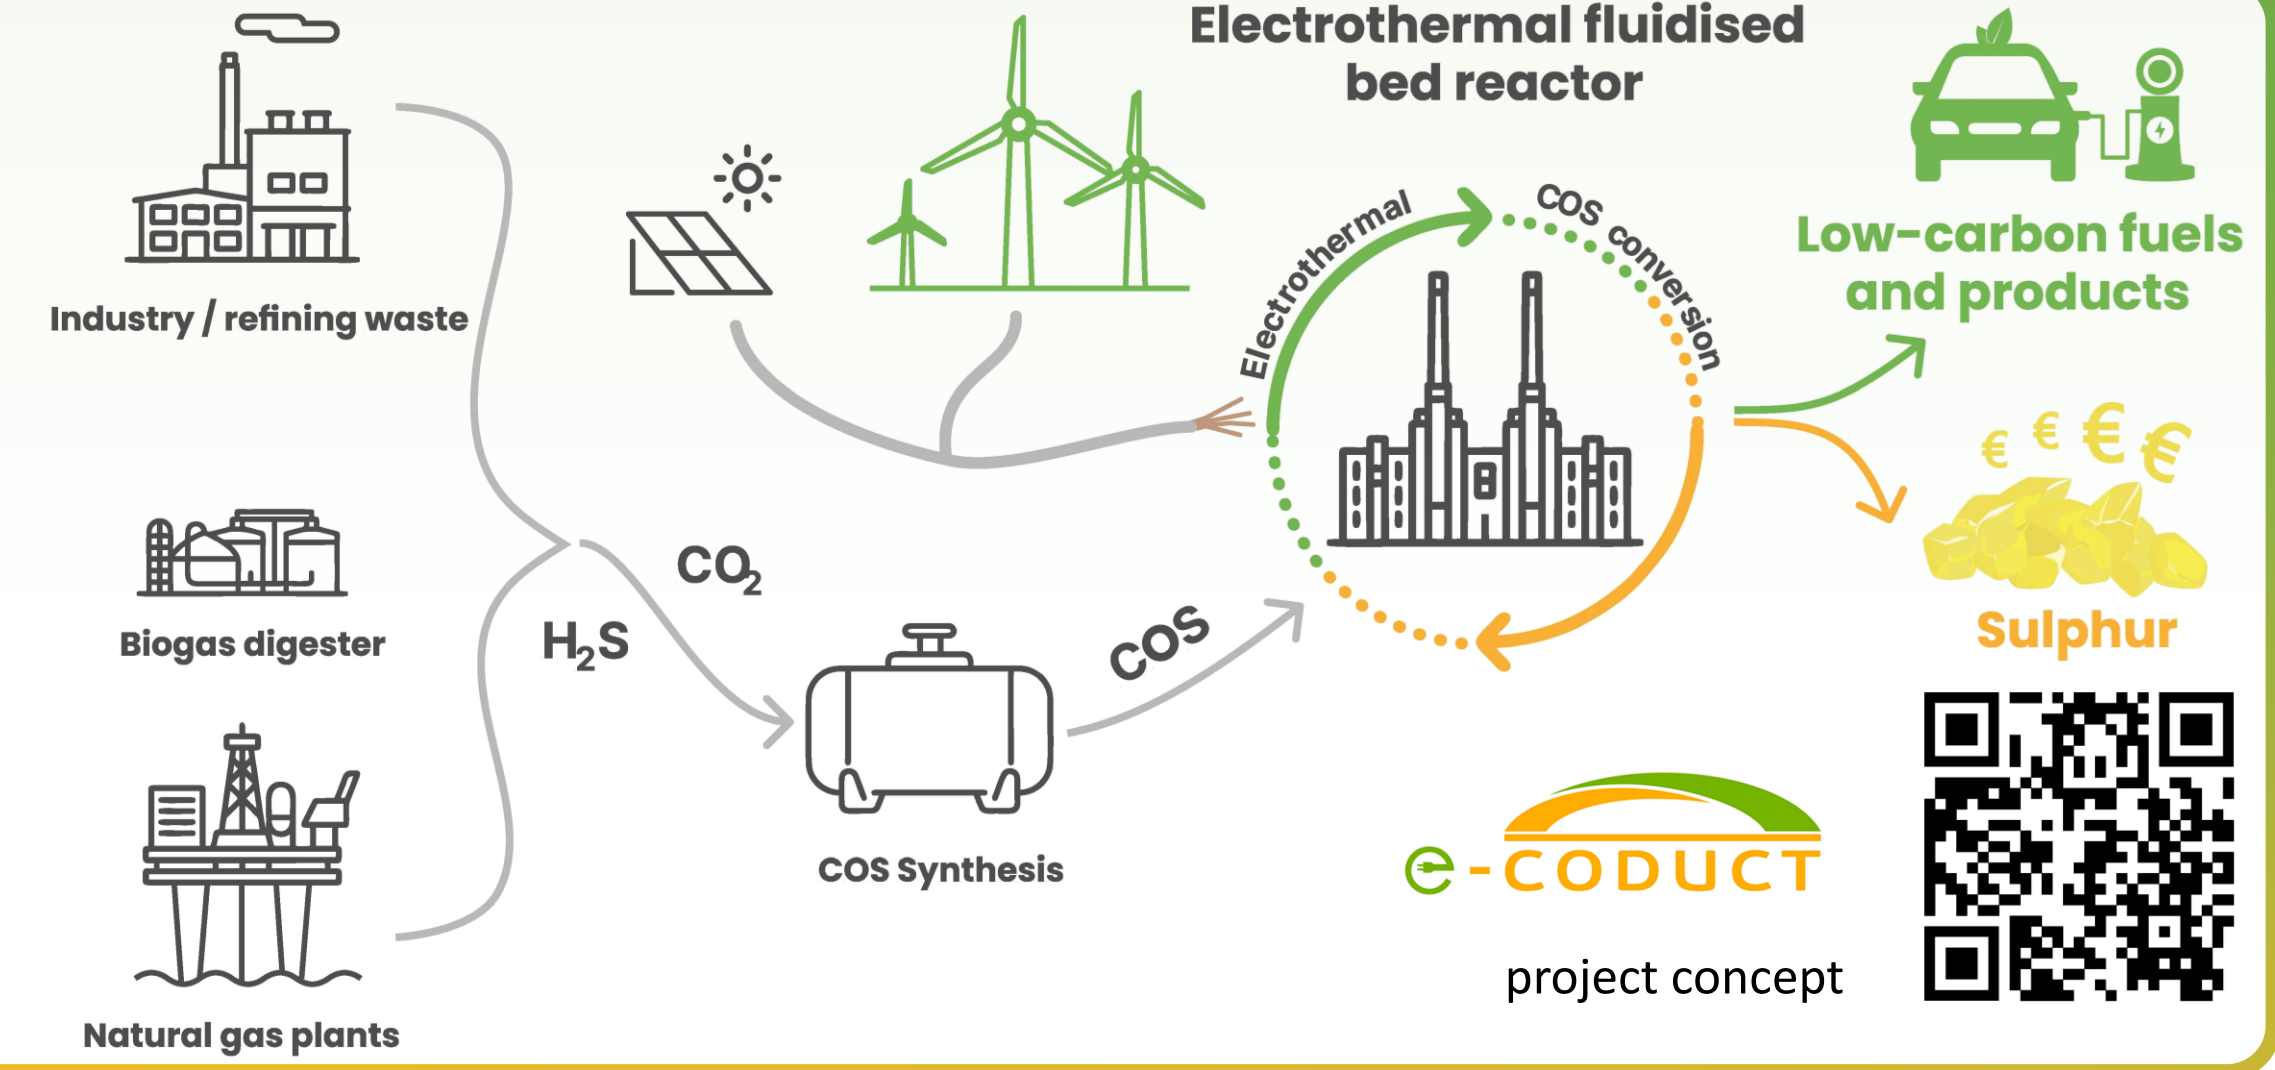 Electrothermal fluidised
bed reactor
Industry / refining waste
Biogas digester
Natural gas plants
CO₂
H₂S
COS Synthesis
COS
Electrothermal
COS conversion
Low-carbon fuels
and products
€ € € €
Sulphur
e-CODUCT
project concept